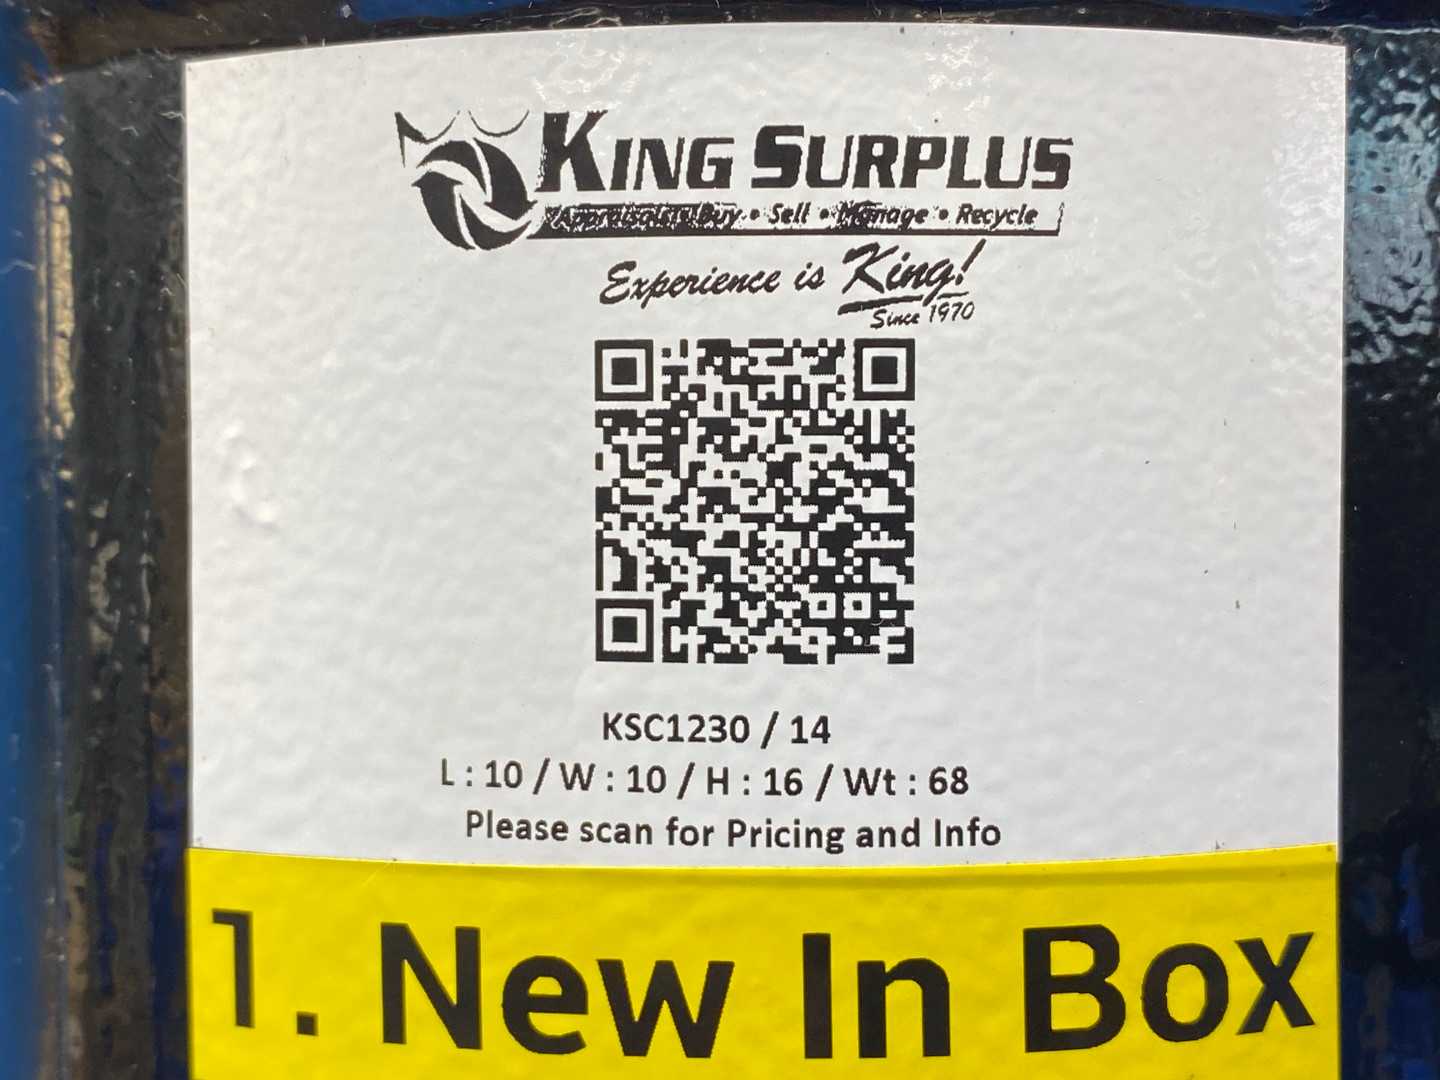 KING SURPLUS
Appraisals Buy • Sell • Manage • Recycle
Experience is King!
Since 1970
KSC1230 / 14
L : 10 / W : 10 / H : 16 / Wt : 68
Please scan for Pricing and Info
1. New In Box